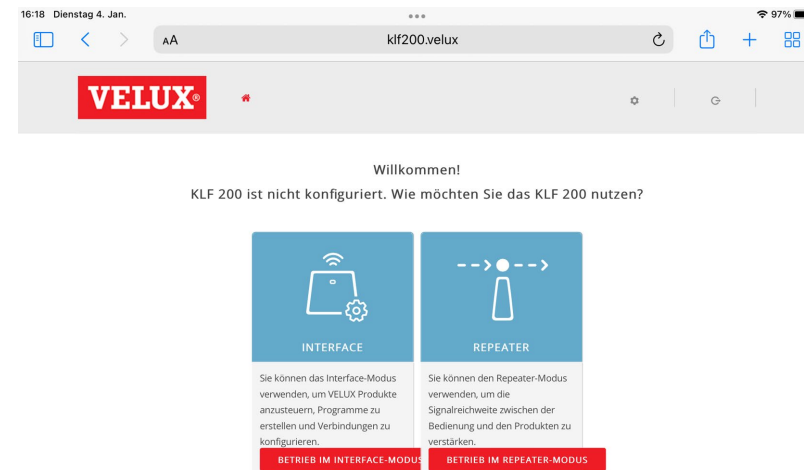 16:18 Dienstag 4. Jan.
97%
AA
klf200.velux
VELUX®
Willkommen!
KLF 200 ist nicht konfiguriert. Wie möchten Sie das KLF 200 nutzen?
INTERFACE
Sie können das Interface-Modus
verwenden, um VELUX Produkte
anzusteuern, Programme zu
erstellen und Verbindungen zu
konfigurieren.
BETRIEB IM INTERFACE-MODUS
REPEATER
Sie können den Repeater-Modus
verwenden, um die
Signalreichweite zwischen der
Bedienung und den Produkten zu
verstärken.
BETRIEB IM REPEATER-MODUS